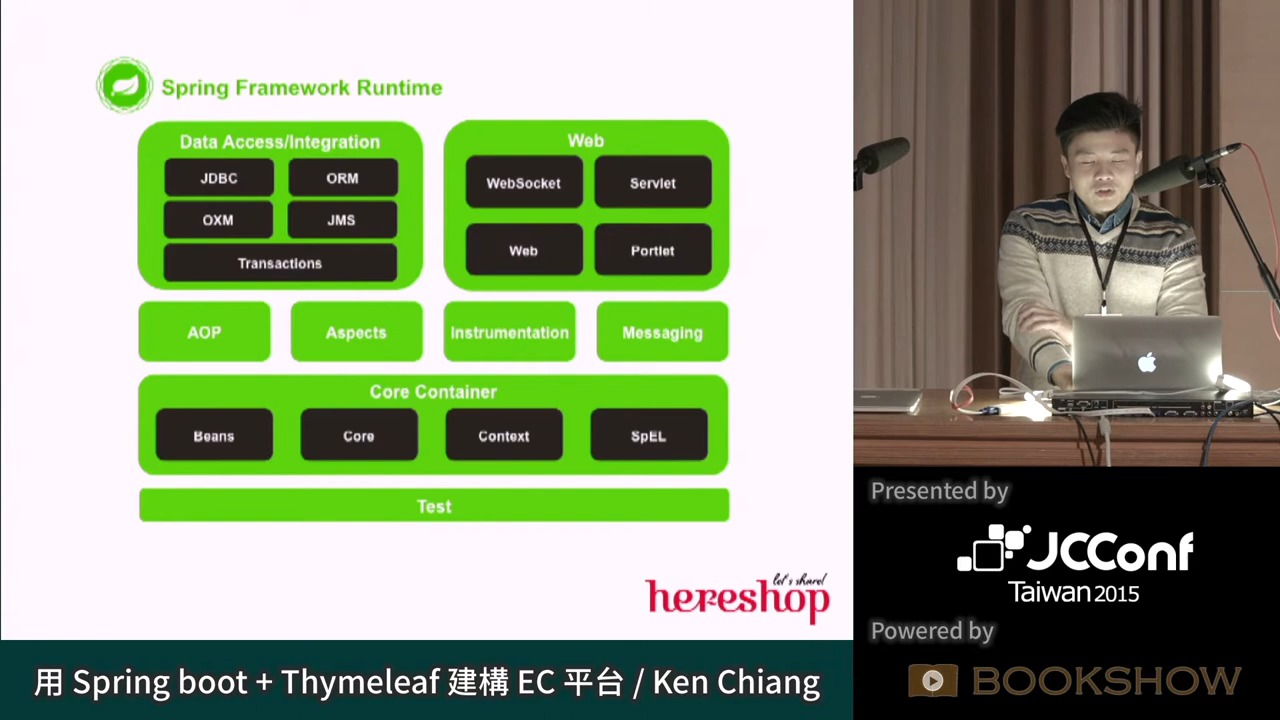 Spring Framework Runtime
Data Access/Integration
JDBC
ORM
OXM
JMS
Transactions
Web
WebSocket
Servlet
Web
Portlet
AOP
Aspects
Instrumentation
Messaging
Core Container
Beans
Core
Context
SpEL
Test
let's share!
hereshop
用 Spring boot + Thymeleaf 建構 EC 平台 / Ken Chiang
Presented by
JCConf
Taiwan 2015
Powered by
BOOKSHOW